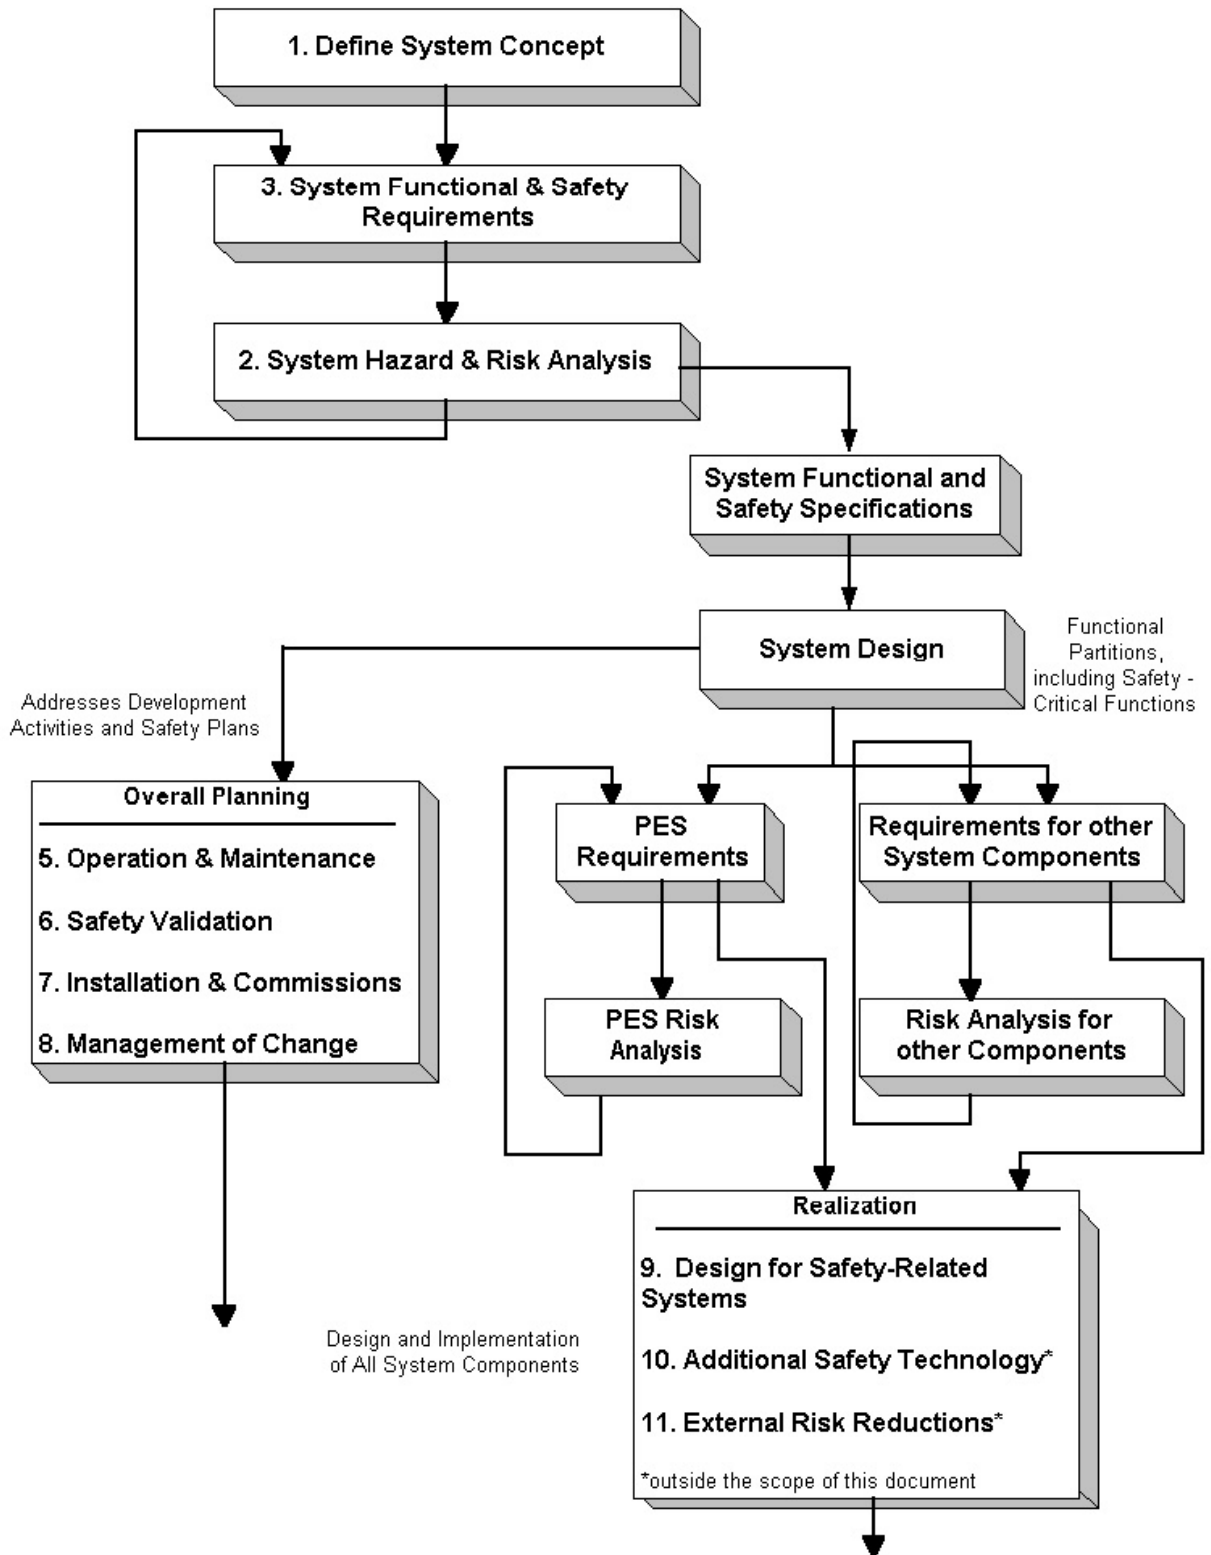 1. Define System Concept
3. System Functional & Safety
Requirements
2. System Hazard & Risk Analysis
System Functional and
Safety Specifications
System Design
Functional
Partitions,
including Safety -
Critical Functions
Addresses Development
Activities and Safety Plans
Overall Planning
5. Operation & Maintenance
6. Safety Validation
7. Installation & Commissions
8. Management of Change
PES
Requirements
Requirements for other
System Components
PES Risk
Analysis
Risk Analysis for
other Components
Realization
9. Design for Safety-Related
Systems
10. Additional Safety Technology*
11. External Risk Reductions*
*outside the scope of this document
Design and Implementation
of All System Components